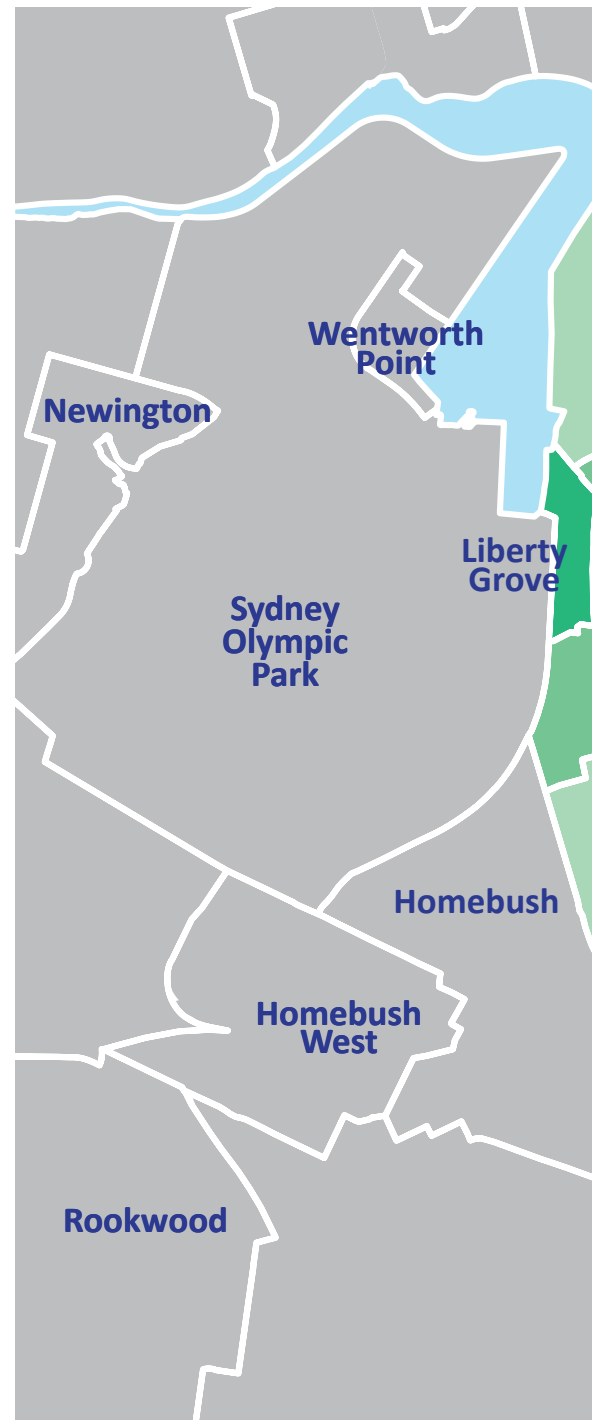 Wentworth
Point
Newington
Liberty
Grove
Sydney
Olympic
Park
Homebush
Homebush
West
Rookwood